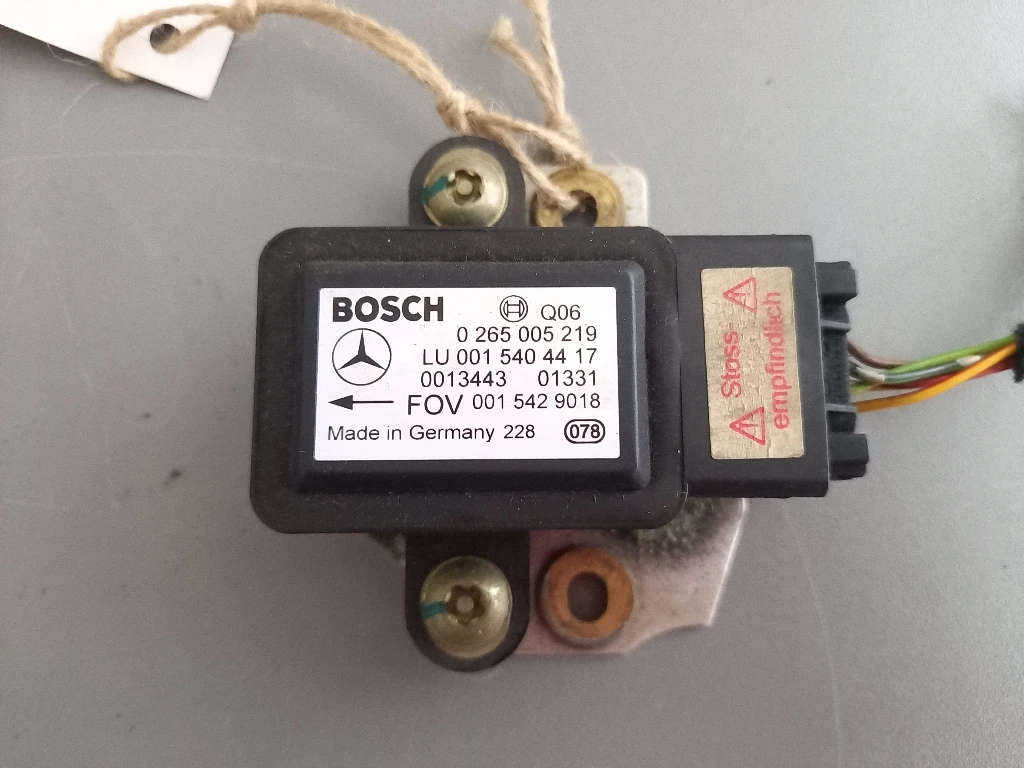 BOSCH Q06
0 265 005 219
LU 001 540 44 17
0013443 01331
FOV 001 542 9018
Made in Germany 228 078
Stoss-
empfindlich